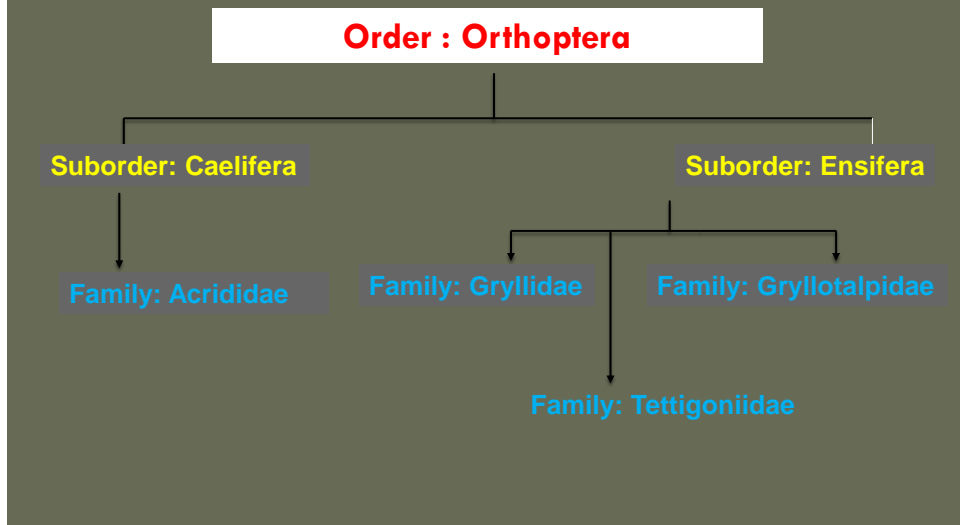 Order : Orthoptera
Suborder: Caelifera
Suborder: Ensifera
Family: Acrididae
Family: Gryllidae
Family: Gryllotalpidae
Family: Tettigoniidae